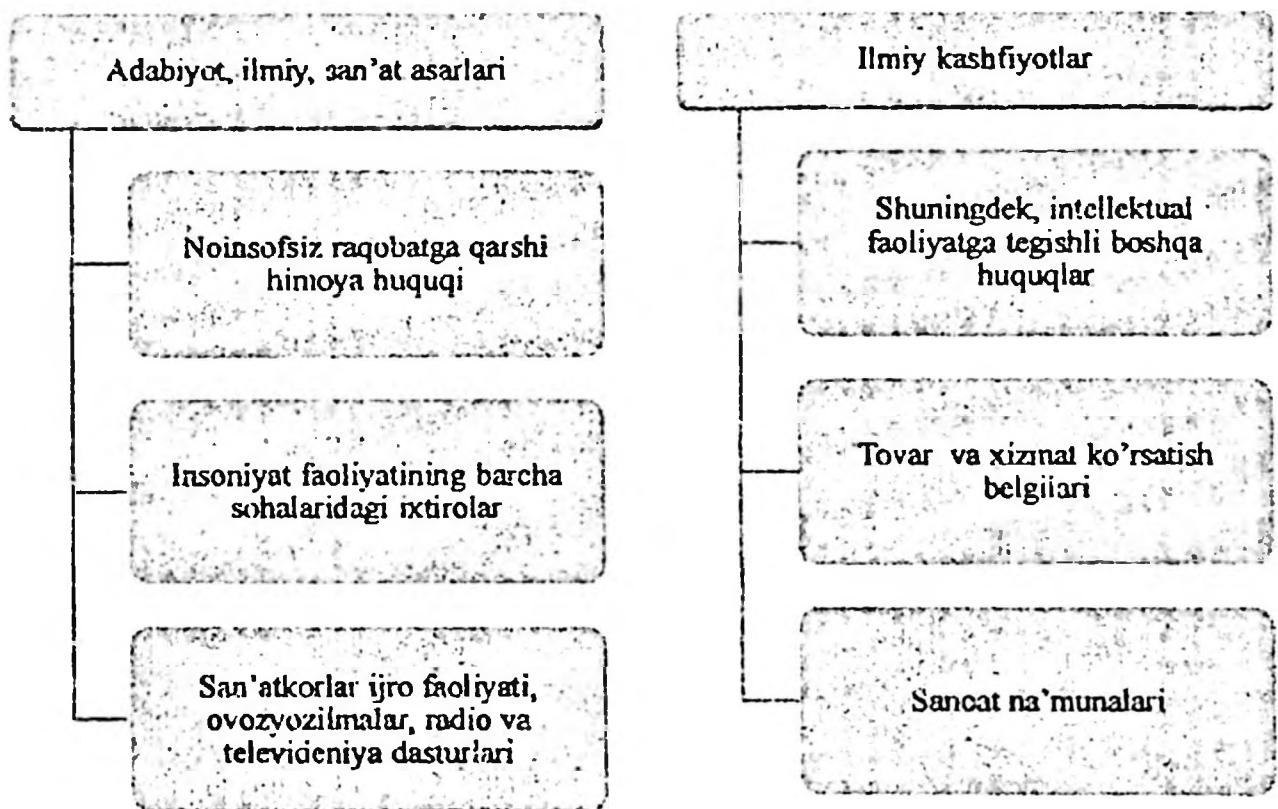 Adabiyot, ilmiy, san'at asarlari
Noinsofsiz raqobatga qarshi
himoya huquqi
Insoniyat faoliyatining barcha
sohalaridagi ixtirolar
San'atkorlar ijro faoliyati,
ovozyozilmalar, radio va
televideniya dasturlari
Ilmiy kashfiyotlar
Shuningdek, intellektual
faoliyatga tegishli boshqa
huquqlar
Tovar va xizmat ko'rsatish
belgilari
Sanoat na'munalari